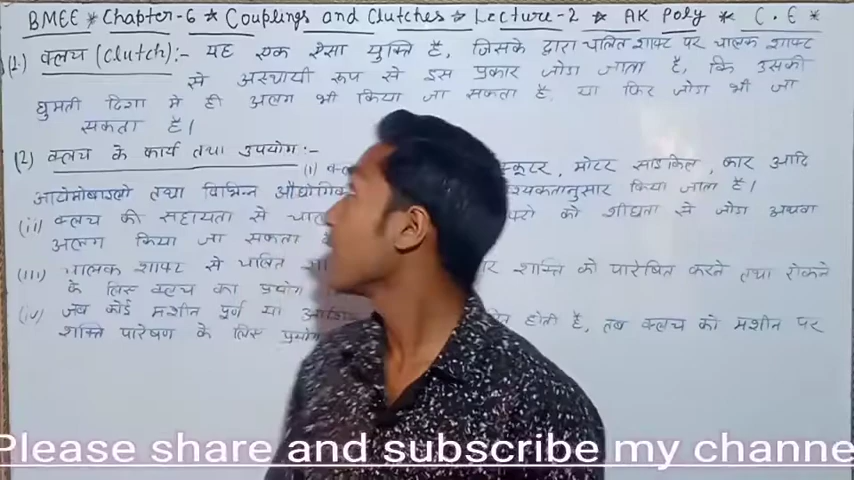 BMEE * Chapter-6 * Couplings and Clutches * Lecture-2 * AK Poly * C.E *
(1.) क्लच (Clutch):- यह एक ऐसा युक्ति है, जिसके द्वारा चलित शाफ्ट पर चालक शाफ्ट
से अस्थायी रूप से इस प्रकार जोडा जाता है, कि उसकी
घुमती दिशा मे ही अलग भी किया जा सकता है, या फिर जोडा भी जा
सकता है।
(2) क्लच के कार्य तथा उपयोग:-
(i) स्कूटर, मोटर साइकिल, कार आदि
आटोमोबाइलो तथा विभिन्न औद्योगिक किया जाता है।
(ii) क्लच की सहायता से को शीघ्रता से जोडा अथवा
अलग किया जा सकता
(iii) चालक शाफ्ट से चलित शक्ति को पारेषित करने तथा रोकने
के लिए क्लच का प्रयोग
(iv) जब कोई मशीन पूर्ण या होती है, तब क्लच को मशीन पर
शक्ति पारेषण के लिए
Please share and subscribe my channe